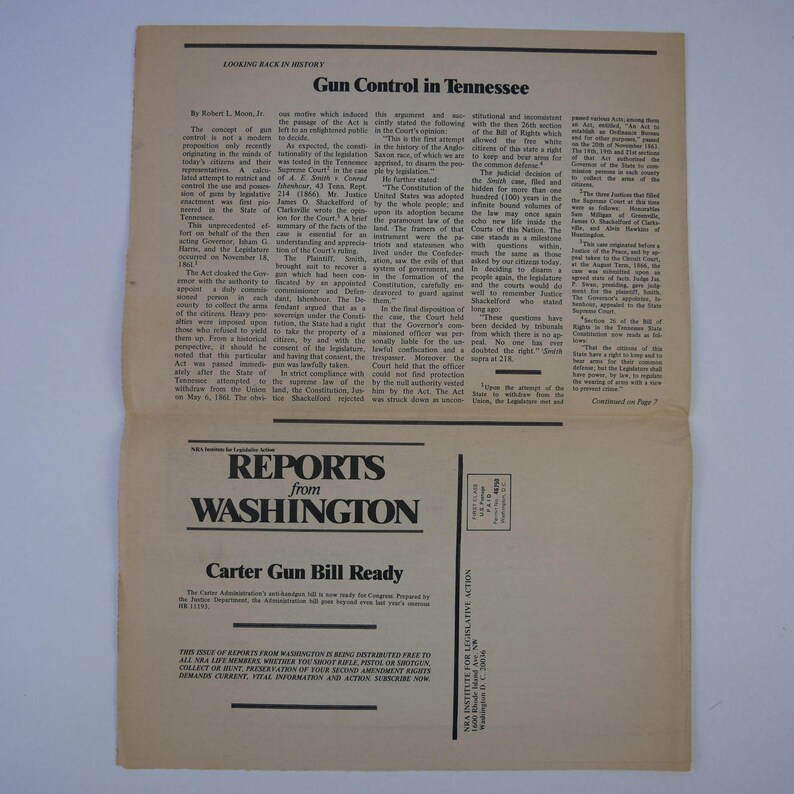 LOOKING BACK IN HISTORY
Gun Control in Tennessee
By Robert L. Moon, Jr.
The concept of gun
control is not a modern
proposition only recently
originating in the minds of
today's citizens and their
representatives. A calcu-
lated attempt to restrict and
control the use and posses-
sion of guns by legislative
enactment was first pio-
neered in the State of
Tennessee.
This unprecedented ef-
fort on behalf of the then
acting Governor, Isham G.
Harris, and the Legislature
occurred on November 18,
1861.1
The Act cloaked the Gov-
ernor with the authority to
appoint a duly commis-
sioned person in each
county to collect the arms
of the citizens. Heavy pen-
alties were imposed upon
those who refused to yield
them up. From a historical
perspective, it should be
noted that this particular
Act was passed immedi-
ately after the State of
Tennessee attempted to
withdraw from the Union
on May 6, 1861. The obvi-
ous motive which induced
the passage of the Act is
left to an enlightened public
to decide.
As expected, the consti-
tutionality of the legislation
was tested in the Tennessee
Supreme Court2 in the case
of A. E. Smith v. Conrad
Ishenhour, 43 Tenn. Rept.
214 (1866). Mr. Justice
James O. Shackelford of
Clarksville wrote the opin-
ion for the Court.3 A brief
summary of the facts of the
case is essential for an
understanding and apprecia-
tion of the Court's ruling.
The Plaintiff, Smith,
brought suit to recover a
gun which had been con-
fiscated by an appointed
commissioner and Defen-
dant, Ishenhour. The De-
fendant argued that as a
sovereign under the Consti-
tution, the State had a right
to take the property of a
citizen, by and with the
consent of the legislature,
and having that consent, the
gun was lawfully taken.
In strict compliance with
the supreme law of the
land, the Constitution, Jus-
tice Shackelford rejected
this argument and suc-
cintly stated the following
in the Court's opinion:
"This is the first attempt
in the history of the Anglo-
Saxon race, of which we are
apprised, to disarm the peo-
ple by legislation."
He further stated:
"The Constitution of the
United States was adopted
by the whole people; and
upon its adoption became
the paramount law of the
land. The framers of that
instrument were the pa-
triots and statesmen who
lived under the Confeder-
ation, saw the evils of that
system of government, and
in the formation of the
Constitution, carefully en-
deavored to guard against
them."
In the final disposition of
the case, the Court held
that the Governor's com-
missioned officer was per-
sonally liable for the un-
lawful confiscation and a
trespasser. Moreover the
Court held that the officer
could not find protection
by the null authority vested
him by the Act. The Act
was struck down as uncon-
stitutional and inconsistent
with the then 26th section
of the Bill of Rights which
allowed the free white
citizens of this state a right
to keep and bear arms for
the common defense.4
The judicial decision of
the Smith case, filed and
hidden for more than one
hundred (100) years in the
infinite bound volumes of
the law may once again
echo new life inside the
Courts of this Nation. The
case stands as a milestone
with questions within,
much the same as those
asked by our citizens today.
In deciding to disarm a
people again, the legislature
and the courts would do
well to remember Justice
Shackelford who stated
long ago:
"These questions have
been decided by tribunals
from which there is no ap-
peal. No one has ever
doubted the right." Smith
supra at 218.
1Upon the attempt of the
State to withdraw from the
Union, the Legislature met and
passed various Acts; among them
an Act, entitled, "An Act to
establish an Ordinance Bureau
and for other purposes," passed
on the 20th of November 1861.
The 18th, 19th and 21st sections
of that Act authorized the
Governor of the State to com-
mission persons in each county
to collect the arms of the
citizens.
2The three Justices that filled
the Supreme Court at this time
were as follows: Honorables
Sam Milligan of Greenville,
James O. Shackelford of Clarks-
ville, and Alvin Hawkins of
Huntingdon.
3This case originated before a
Justice of the Peace, and by ap-
peal taken to the Circuit Court,
at the August Term, 1866, the
case was submitted upon an
agreed state of facts. Judge Jas.
P. Swan, presiding, gave judg-
ment for the plaintiff, Smith.
The Governor's appointee, Is-
henhour, appealed to the State
Supreme Court.
4Section 26 of the Bill of
Rights in the Tennessee State
Constitution now reads as fol-
lows:
"That the citizens of this
State have a right to keep and to
bear arms for their common
defense; but the Legislature shall
have power, by law, to regulate
the wearing of arms with a view
to prevent crime."
Continued on Page 7
NRA Institute for Legislative Action
REPORTS
from
WASHINGTON
Carter Gun Bill Ready
The Carter Administration's anti-handgun bill is now ready for Congress. Prepared by
the Justice Department, the Administration bill goes beyond even last year's onerous
HR 11193.
THIS ISSUE OF REPORTS FROM WASHINGTON IS BEING DISTRIBUTED FREE TO
ALL NRA LIFE MEMBERS. WHETHER YOU SHOOT RIFLE, PISTOL OR SHOTGUN,
COLLECT OR HUNT, PRESERVATION OF YOUR SECOND AMENDMENT RIGHTS
DEMANDS CURRENT, VITAL INFORMATION AND ACTION. SUBSCRIBE NOW.
FIRST CLASS
U.S. Postage
PAID
Permit No. 46750
Washington, D.C.
NRA INSTITUTE FOR LEGISLATIVE ACTION
1600 Rhode Island Ave. NW
Washington D. C. 20036